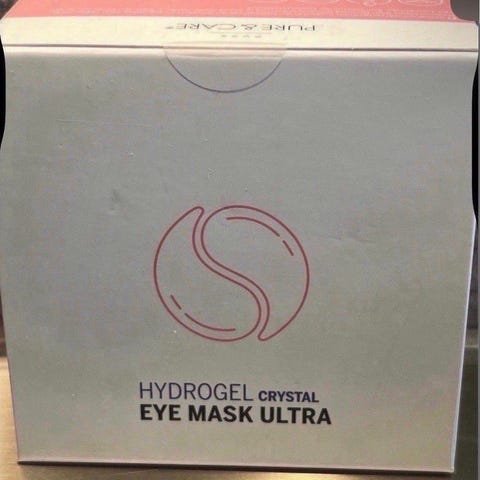 PURE & CARE®
HYDROGEL CRYSTAL
EYE MASK ULTRA